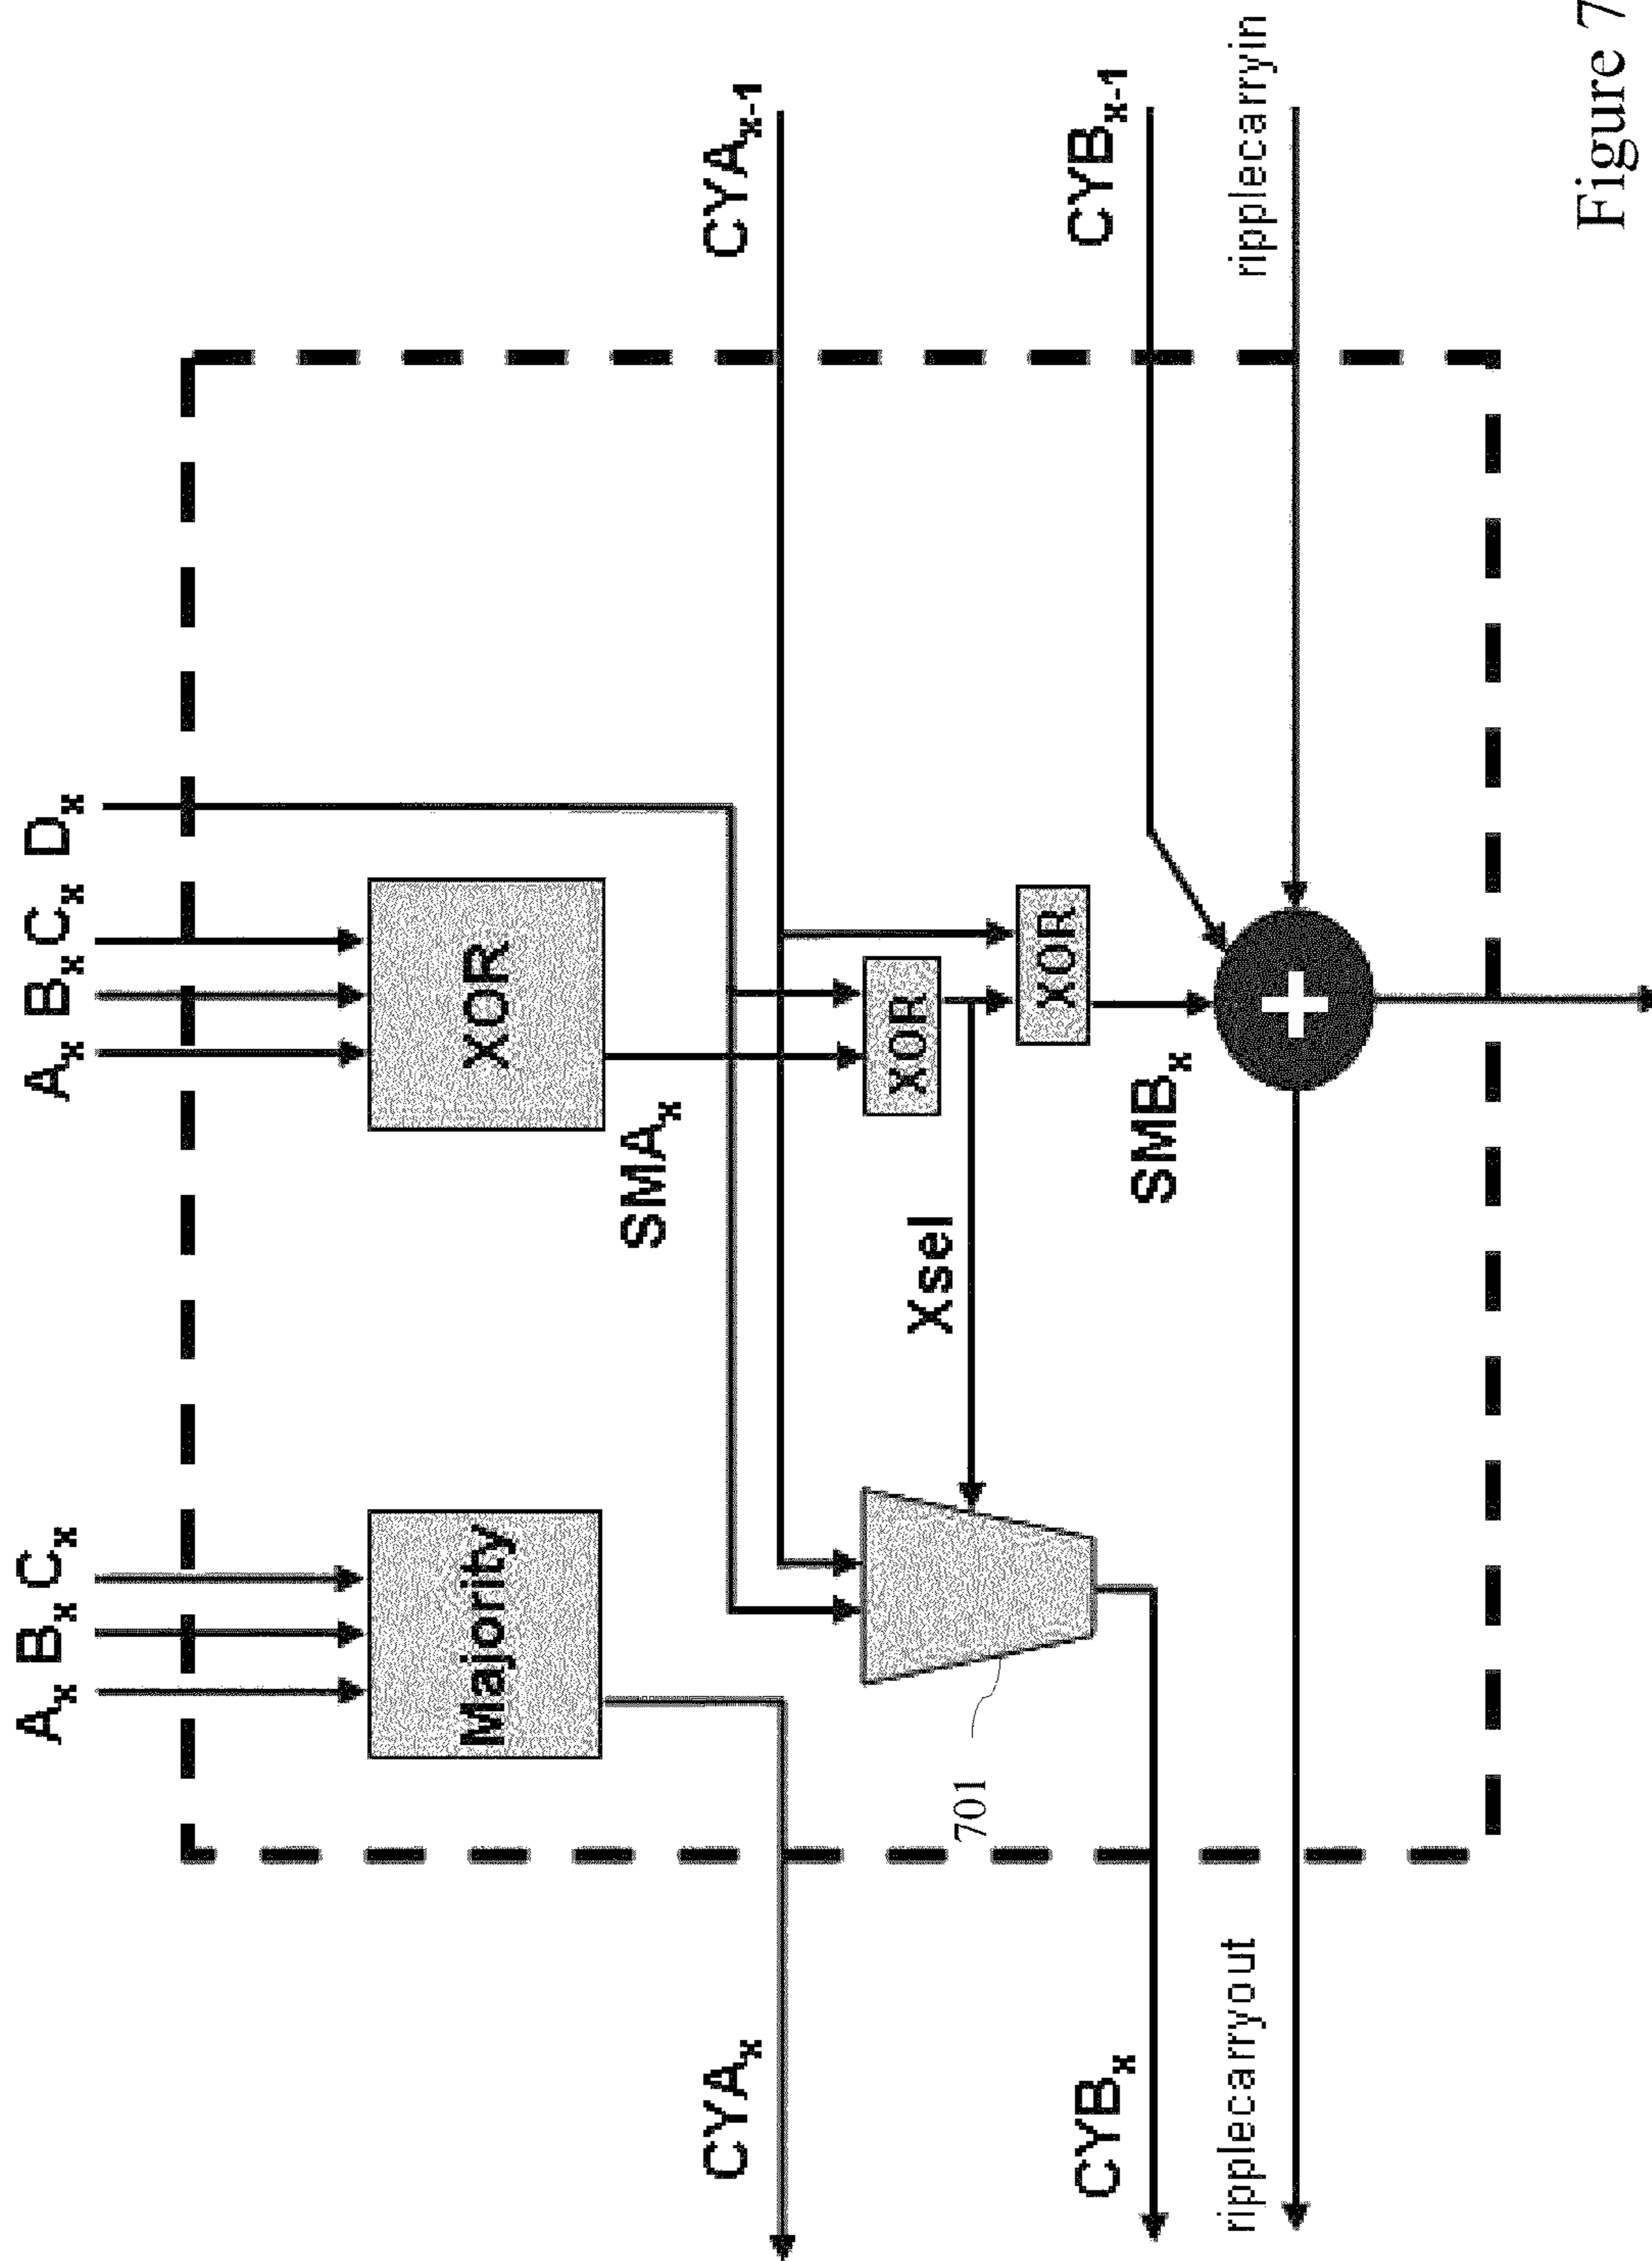 Aₓ Bₓ Cₓ
Aₓ Bₓ Cₓ Dₓ
Majority
XOR
SMAₓ
CYAₓ
CYAₓ₋₁
Xsel
XOR
XOR
701
SMBₓ
CYBₓ
CYBₓ₋₁
ripplecarryout
ripplecarryin
+
Figure 7